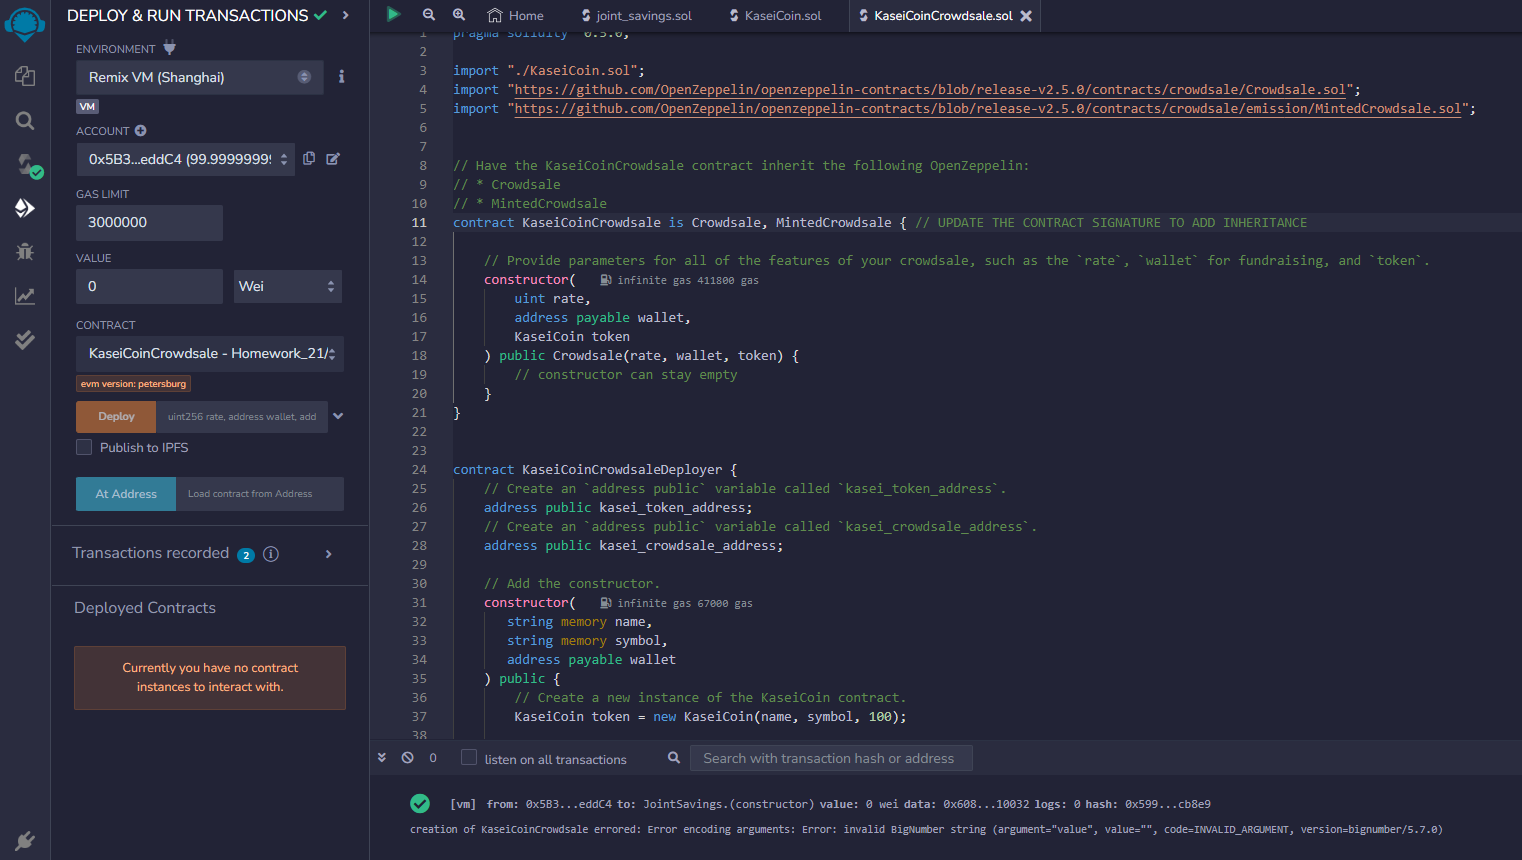 DEPLOY & RUN TRANSACTIONS
ENVIRONMENT
Remix VM (Shanghai)
VM
ACCOUNT
0x5B3...eddC4 (99.9999999
GAS LIMIT
3000000
VALUE
0
Wei
CONTRACT
KaseiCoinCrowdsale - Homework_21/
evm version: petersburg
Deploy
uint256 rate, address wallet, add
Publish to IPFS
At Address
Load contract from Address
Transactions recorded 2 i
Deployed Contracts
Currently you have no contract
instances to interact with.
Home
joint_savings.sol
KaseiCoin.sol
KaseiCoinCrowdsale.sol
1 pragma solidity ^0.5.0;
2
3 import "./KaseiCoin.sol";
4 import "https://github.com/OpenZeppelin/openzeppelin-contracts/blob/release-v2.5.0/contracts/crowdsale/Crowdsale.sol";
5 import "https://github.com/OpenZeppelin/openzeppelin-contracts/blob/release-v2.5.0/contracts/crowdsale/emission/MintedCrowdsale.sol";
6
7
8 // Have the KaseiCoinCrowdsale contract inherit the following OpenZeppelin:
9 // * Crowdsale
10 // * MintedCrowdsale
11 contract KaseiCoinCrowdsale is Crowdsale, MintedCrowdsale { // UPDATE THE CONTRACT SIGNATURE TO ADD INHERITANCE
12
13 // Provide parameters for all of the features of your crowdsale, such as the `rate`, `wallet` for fundraising, and `token`.
14 constructor( infinite gas 411800 gas
15 uint rate,
16 address payable wallet,
17 KaseiCoin token
18 ) public Crowdsale(rate, wallet, token) {
19 // constructor can stay empty
20 }
21 }
22
23
24 contract KaseiCoinCrowdsaleDeployer {
25 // Create an `address public` variable called `kasei_token_address`.
26 address public kasei_token_address;
27 // Create an `address public` variable called `kasei_crowdsale_address`.
28 address public kasei_crowdsale_address;
29
30 // Add the constructor.
31 constructor( infinite gas 67000 gas
32 string memory name,
33 string memory symbol,
34 address payable wallet
35 ) public {
36 // Create a new instance of the KaseiCoin contract.
37 KaseiCoin token = new KaseiCoin(name, symbol, 100);
38
0
listen on all transactions
Search with transaction hash or address
[vm] from: 0x5B3...eddC4 to: JointSavings.(constructor) value: 0 wei data: 0x608...10032 logs: 0 hash: 0x599...cb8e9
creation of KaseiCoinCrowdsale errored: Error encoding arguments: Error: invalid BigNumber string (argument="value", value="", code=INVALID_ARGUMENT, version=bignumber/5.7.0)